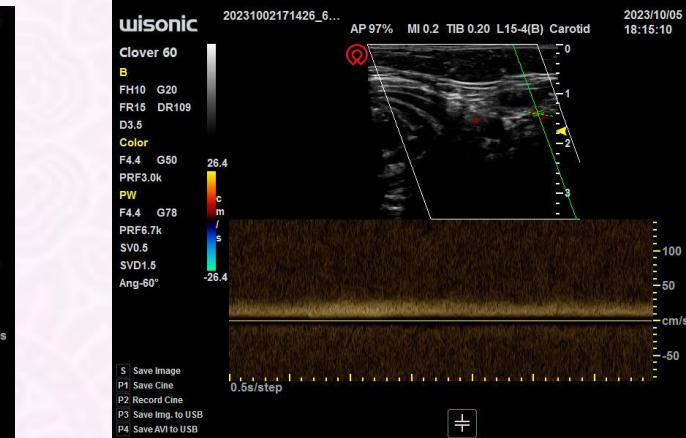 wisonic
20231002171426_6...
AP 97% MI 0.2 TIB 0.20 L15-4(B) Carotid
2023/10/05
18:15:10
Clover 60
B
FH10 G20
FR15 DR109
D3.5
Color
F4.4 G50
PRF3.0k
PW
F4.4 G78
PRF6.7k
SV0.5
SVD1.5
Ang-60°
26.4
c
m
/
s
-26.4
0
1
2
3
100
50
cm/s
-50
0.5s/step
s
S Save Image
P1 Save Cine
P2 Record Cine
P3 Save Img. to USB
P4 Save AVI to USB